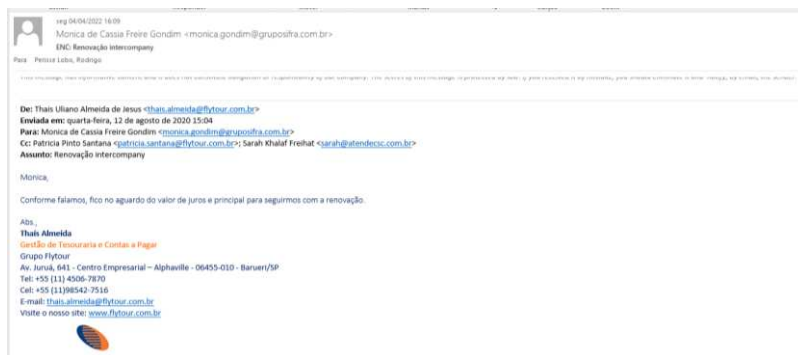 seg 04/04/2022 16:09
Monica de Cassia Freire Gondim <monica.gondim@gruposifra.com.br>
ENC: Renovação intercompany
Para Peixoto Lobo, Rodrigo
De: Thais Uliano Almeida de Jesus <thais.almeida@flytour.com.br>
Enviada em: quarta-feira, 12 de agosto de 2020 15:04
Para: Monica de Cassia Freire Gondim <monica.gondim@gruposifra.com.br>
Cc: Patricia Pinto Santana <patricia.santana@flytour.com.br>; Sarah Khalaf Freihat <sarah@atendecsc.com.br>
Assunto: Renovação intercompany
Monica,
Conforme falamos, fico no aguardo do valor de juros e principal para seguirmos com a renovação.
Abs.,
Thais Almeida
Gestão de Tesouraria e Contas a Pagar
Grupo Flytour
Av. Juruá, 641 - Centro Empresarial – Alphaville - 06455-010 - Barueri/SP
Tel: +55 (11) 4506-7870
Cel: +55 (11)98542-7516
E-mail: thais.almeida@flytour.com.br
Visite o nosso site: www.flytour.com.br